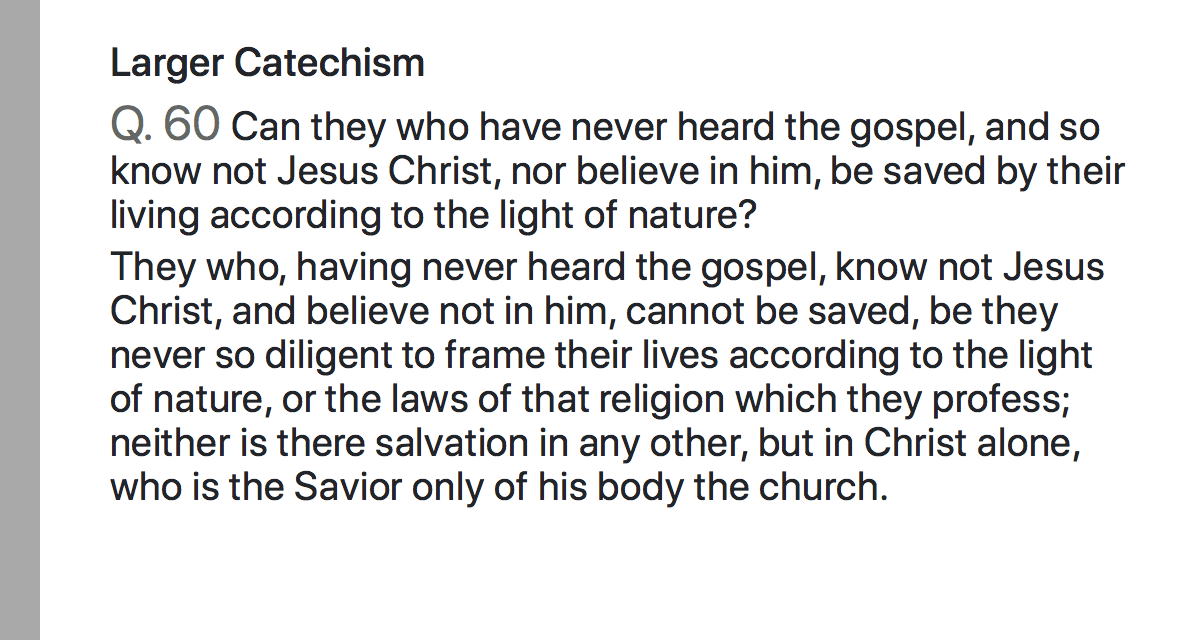 Larger Catechism
Q. 60 Can they who have never heard the gospel, and so
know not Jesus Christ, nor believe in him, be saved by their
living according to the light of nature?
They who, having never heard the gospel, know not Jesus
Christ, and believe not in him, cannot be saved, be they
never so diligent to frame their lives according to the light
of nature, or the laws of that religion which they profess;
neither is there salvation in any other, but in Christ alone,
who is the Savior only of his body the church.